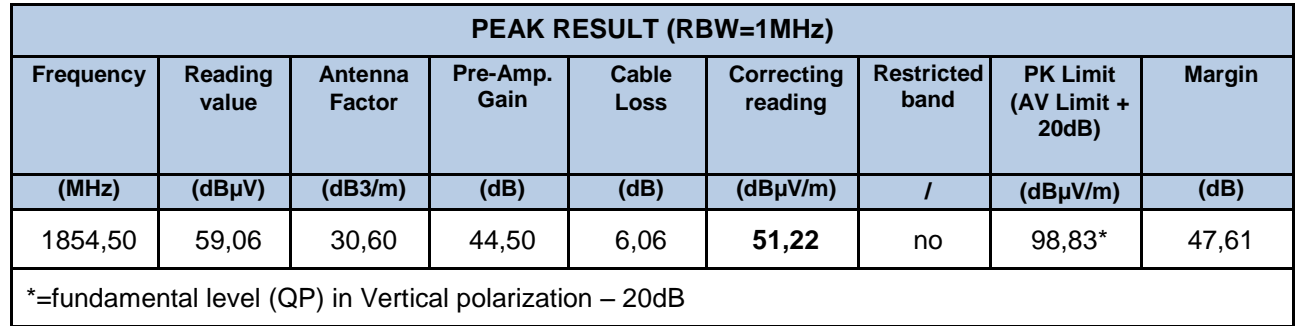 PEAK RESULT (RBW=1MHz)
Frequency Reading value Antenna Factor Pre-Amp. Gain Cable Loss Correcting reading Restricted band PK Limit (AV Limit + 20dB) Margin
(MHz) (dBµV) (dB3/m) (dB) (dB) (dBµV/m) / (dBµV/m) (dB)
1854,50 59,06 30,60 44,50 6,06 51,22 no 98,83* 47,61
*=fundamental level (QP) in Vertical polarization – 20dB